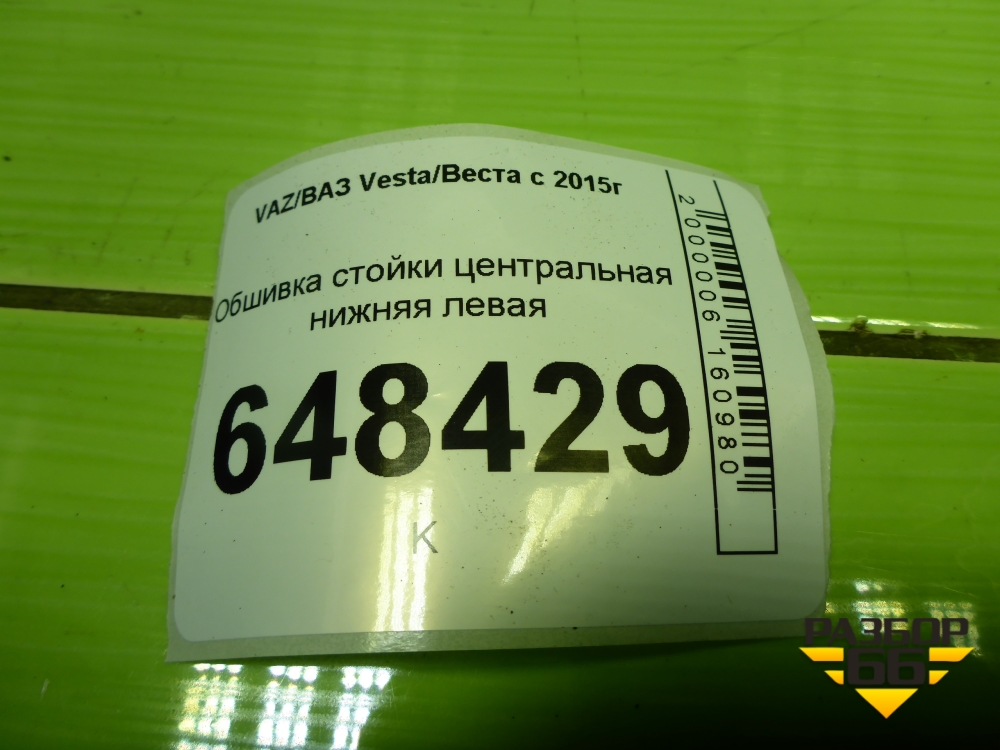 VAZ/ВАЗ Vesta/Веста с 2015г
Обшивка стойки центральная
нижняя левая
648429
К
2000006160980
РАЗБОР
66